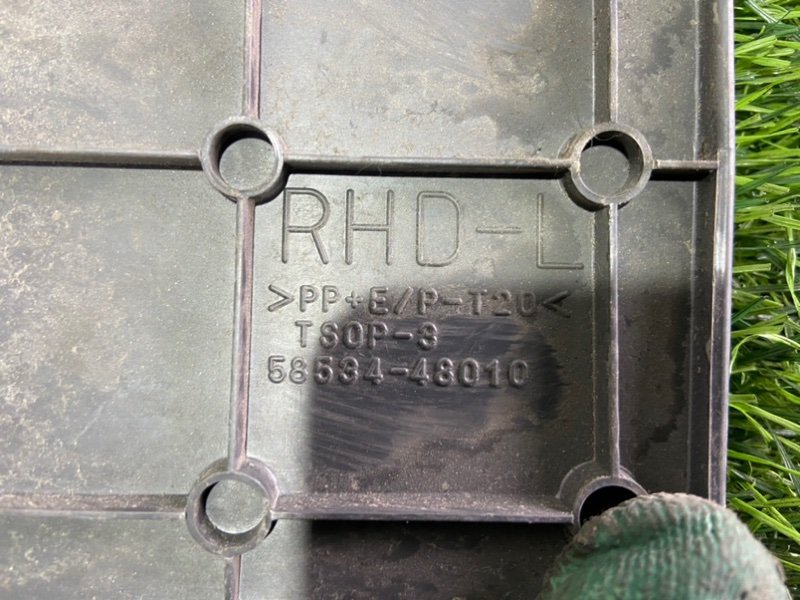 RHD-L
>PP+E/P-T20<
TSOP-3
58534-48010